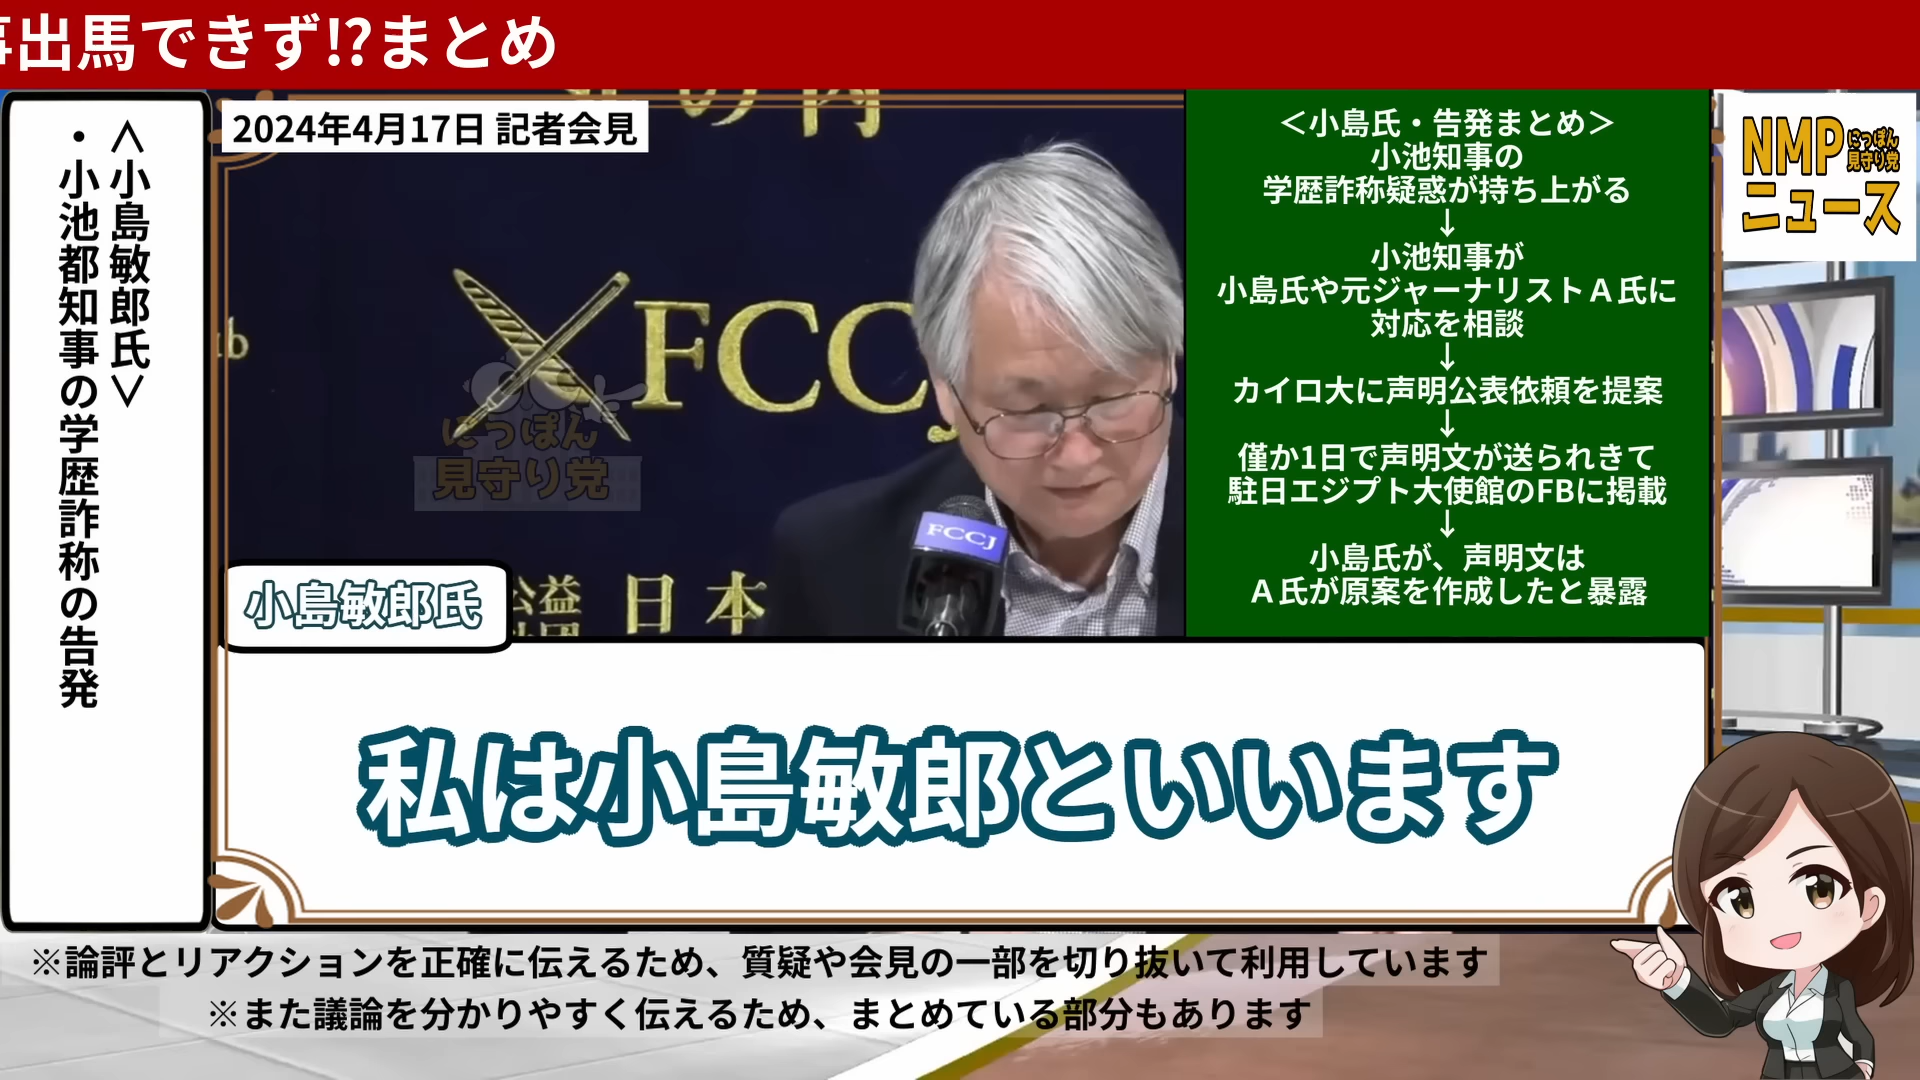 出馬できず!?まとめ
＜小島敏郎氏＞
・小池都知事の学歴詐称の告発
2024年4月17日 記者会見
FCCJ
FCCJ
公益
日本
にっぽん
見守り党
小島敏郎氏
＜小島氏・告発まとめ＞
小池知事の
学歴詐称疑惑が持ち上がる
↓
小池知事が
小島氏や元ジャーナリストA氏に
対応を相談
↓
カイロ大に声明公表依頼を提案
↓
僅か1日で声明文が送られきて
駐日エジプト大使館のFBに掲載
↓
小島氏が、声明文は
A氏が原案を作成したと暴露
NMP
にっぽん
見守り党
ニュース
私は小島敏郎といいます
※論評とリアクションを正確に伝えるため、質疑や会見の一部を切り抜いて利用しています
※また議論を分かりやすく伝えるため、まとめている部分もあります